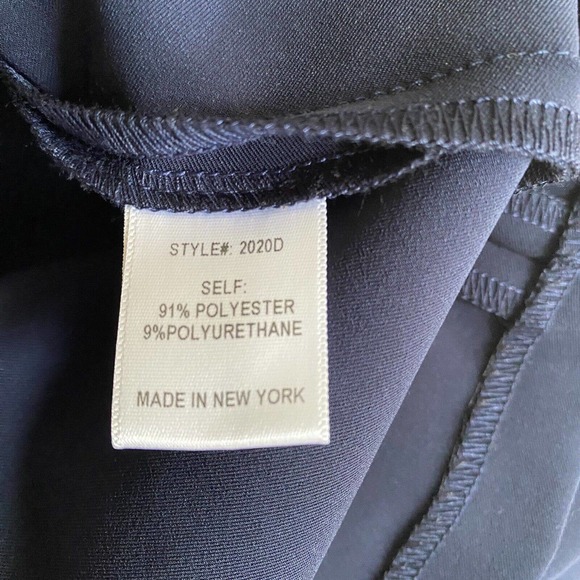 STYLE#: 2020D
SELF:
91% POLYESTER
9%POLYURETHANE
MADE IN NEW YORK